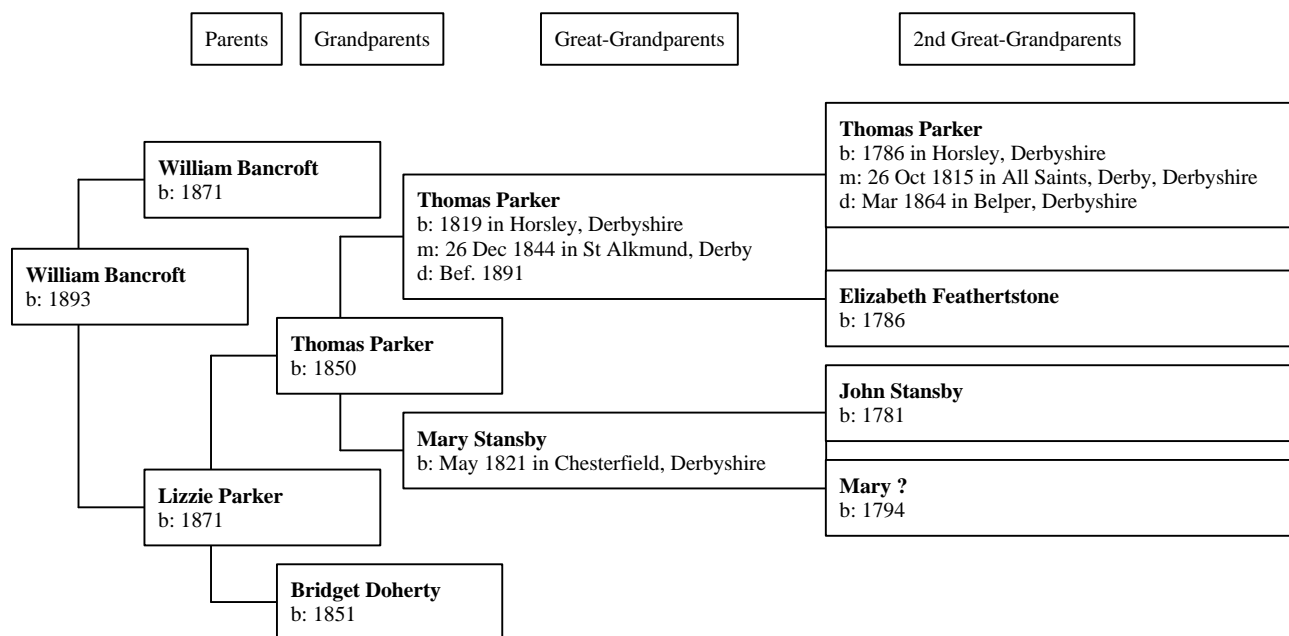 Parents
Grandparents
Great-Grandparents
2nd Great-Grandparents
William Bancroft
b: 1893
William Bancroft
b: 1871
Lizzie Parker
b: 1871
Thomas Parker
b: 1850
Bridget Doherty
b: 1851
Thomas Parker
b: 1819 in Horsley, Derbyshire
m: 26 Dec 1844 in St Alkmund, Derby
d: Bef. 1891
Mary Stansby
b: May 1821 in Chesterfield, Derbyshire
Thomas Parker
b: 1786 in Horsley, Derbyshire
m: 26 Oct 1815 in All Saints, Derby, Derbyshire
d: Mar 1864 in Belper, Derbyshire
Elizabeth Feathertstone
b: 1786
John Stansby
b: 1781
Mary ?
b: 1794